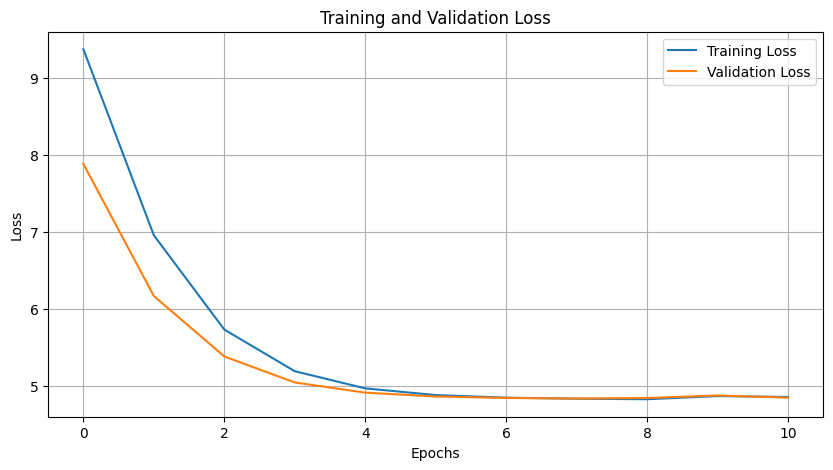 Training and Validation Loss
Training Loss
Validation Loss
9
8
7
6
5
Loss
0 2 4 6 8 10
Epochs